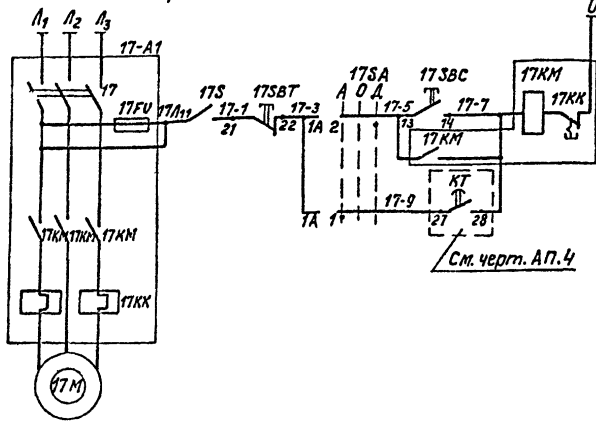 Л1 Л2 Л3
17-А1
17
17FU
17Л11
17S
17-1
21
17SBT
22
17-3
1А
17SA
А О Д
2
17-5
13
17SBC
14
17-7
17КМ
17КК
17КМ
1А
1
17-9
КТ
27 28
См. черт. АП.4
17КМ 17КМ 17КМ
17КК
17М